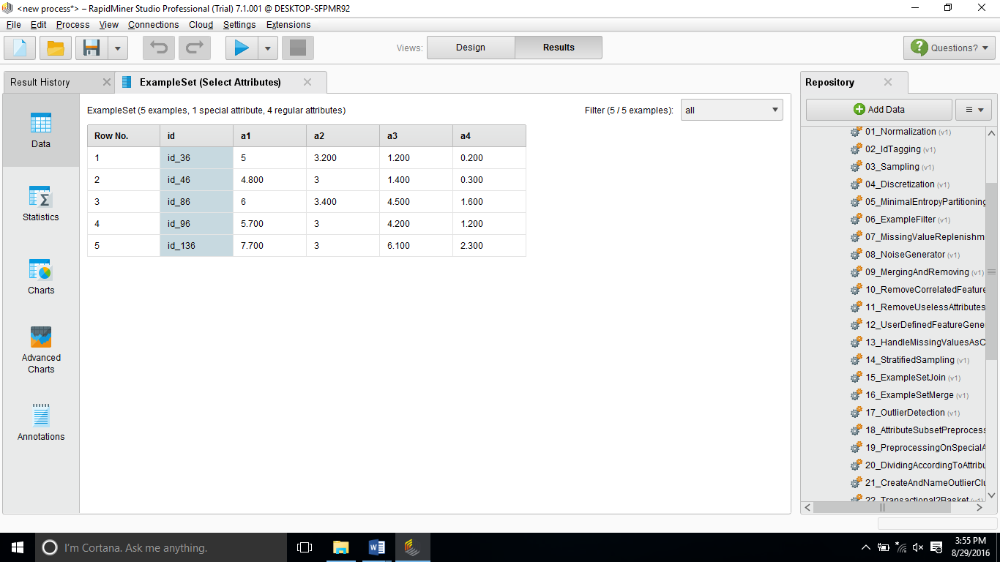 <new process*> – RapidMiner Studio Professional (Trial) 7.1.001 @ DESKTOP-SFPMR92
File Edit Process View Connections Cloud Settings Extensions
Views: Design Results Questions?
Result History ExampleSet (Select Attributes)
ExampleSet (5 examples, 1 special attribute, 4 regular attributes) Filter (5 / 5 examples): all
Row No. id a1 a2 a3 a4
1 id_36 5 3.200 1.200 0.200
2 id_46 4.800 3 1.400 0.300
3 id_86 6 3.400 4.500 1.600
4 id_96 5.700 3 4.200 1.200
5 id_136 7.700 3 6.100 2.300
Data
Statistics
Charts
Advanced
Charts
Annotations
Repository
Add Data
01_Normalization (v1)
02_IdTagging (v1)
03_Sampling (v1)
04_Discretization (v1)
05_MinimalEntropyPartitioning
06_ExampleFilter (v1)
07_MissingValueReplenishm
08_NoiseGenerator (v1)
09_MergingAndRemoving (v1)
10_RemoveCorrelatedFeature
11_RemoveUselessAttributes
12_UserDefinedFeatureGene
13_HandleMissingValuesAsC
14_StratifiedSampling (v1)
15_ExampleSetJoin (v1)
16_ExampleSetMerge (v1)
17_OutlierDetection (v1)
18_AttributeSubsetPreprocess
19_PreprocessingOnSpecialA
20_DividingAccordingToAttribu
21_CreateAndNameOutlierClu
22_Transactional2Basket (v1)
I'm Cortana. Ask me anything.
3:55 PM
8/29/2016